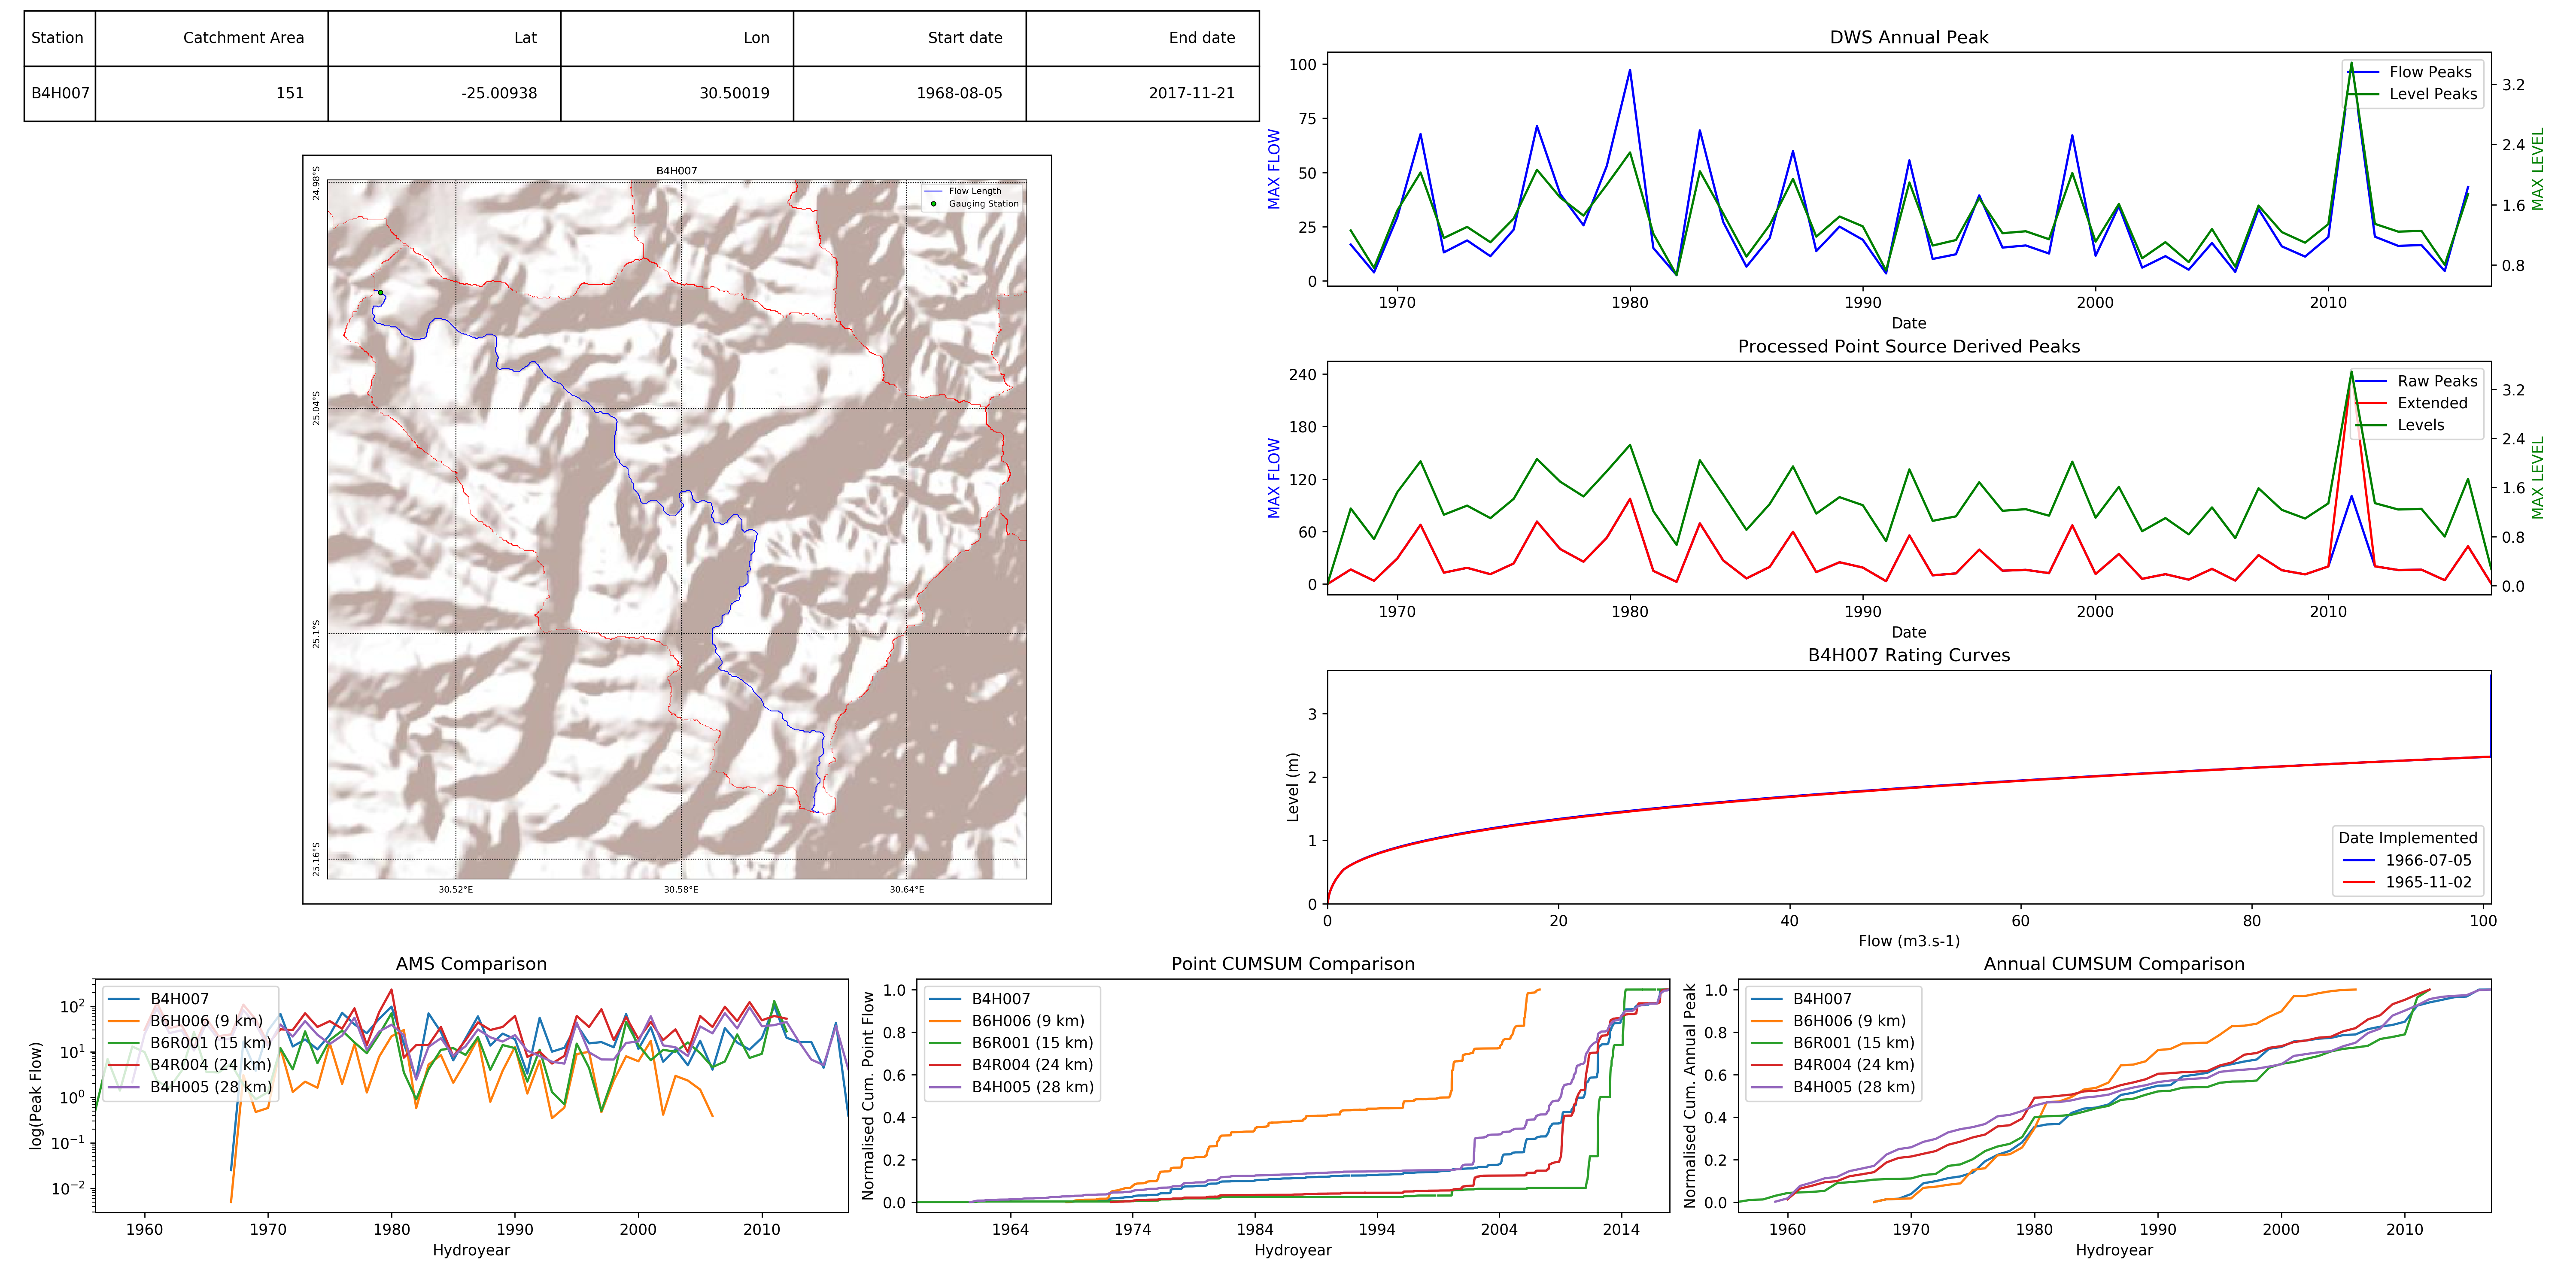 Station Catchment Area Lat Lon Start date End date
B4H007 151 -25.00938 30.50019 1968-08-05 2017-11-21
B4H007
24.98°S
25.04°S
25.1°S
25.16°S
30.52°E 30.58°E 30.64°E
Flow Length
Gauging Station
DWS Annual Peak
MAX FLOW
100
75
50
25
0
Flow Peaks
Level Peaks
3.2
2.4
1.6
0.8
MAX LEVEL
1970 1980 1990 2000 2010
Date
Processed Point Source Derived Peaks
MAX FLOW
240
180
120
60
0
Raw Peaks
Extended
Levels
3.2
2.4
1.6
0.8
0.0
MAX LEVEL
1970 1980 1990 2000 2010
Date
B4H007 Rating Curves
Level (m)
3
2
1
0
Date Implemented
1966-07-05
1965-11-02
0 20 40 60 80 100
Flow (m3.s-1)
AMS Comparison
log(Peak Flow)
10²
10¹
10⁰
10⁻¹
10⁻²
B4H007
B6H006 (9 km)
B6R001 (15 km)
B4R004 (24 km)
B4H005 (28 km)
1960 1970 1980 1990 2000 2010
Hydroyear
Point CUMSUM Comparison
Normalised Cum. Point Flow
1.0
0.8
0.6
0.4
0.2
0.0
B4H007
B6H006 (9 km)
B6R001 (15 km)
B4R004 (24 km)
B4H005 (28 km)
1964 1974 1984 1994 2004 2014
Hydroyear
Annual CUMSUM Comparison
Normalised Cum. Annual Peak
1.0
0.8
0.6
0.4
0.2
0.0
B4H007
B6H006 (9 km)
B6R001 (15 km)
B4R004 (24 km)
B4H005 (28 km)
1960 1970 1980 1990 2000 2010
Hydroyear